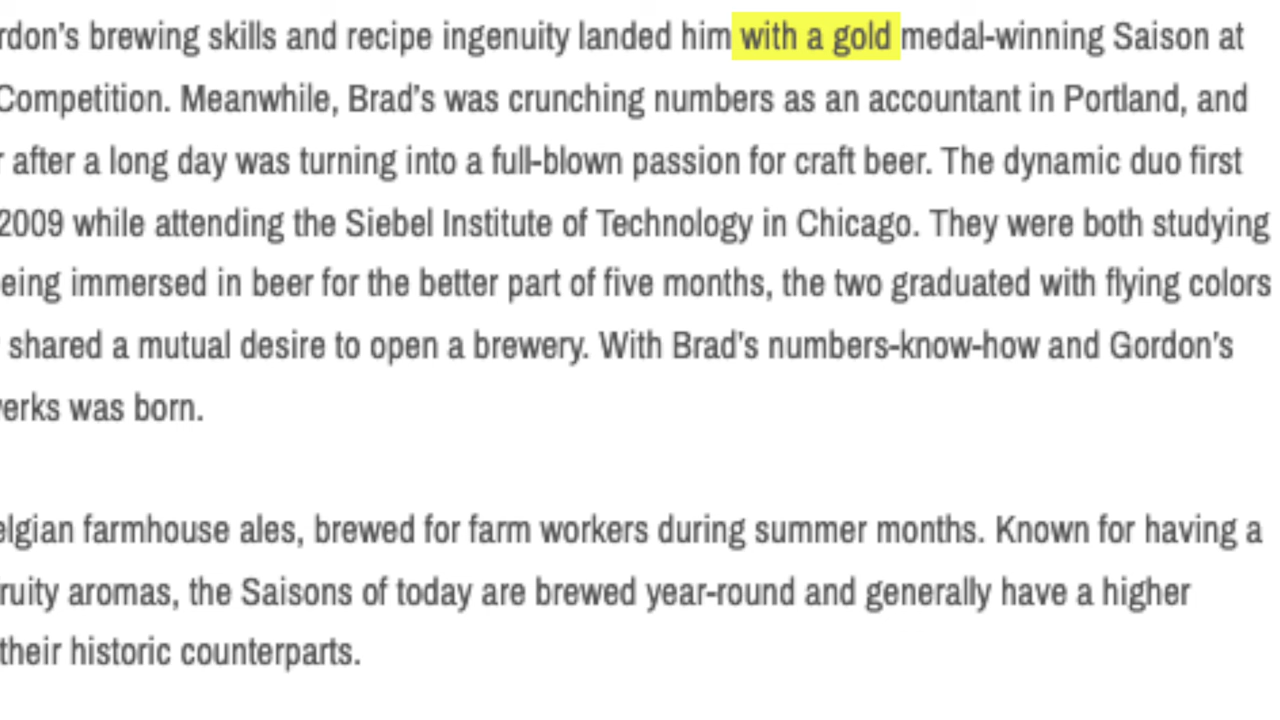 rdon’s brewing skills and recipe ingenuity landed him with a gold medal-winning Saison at
Competition. Meanwhile, Brad’s was crunching numbers as an accountant in Portland, and
r after a long day was turning into a full-blown passion for craft beer. The dynamic duo first
2009 while attending the Siebel Institute of Technology in Chicago. They were both studying
eing immersed in beer for the better part of five months, the two graduated with flying colors
shared a mutual desire to open a brewery. With Brad’s numbers-know-how and Gordon’s
erks was born.
elgian farmhouse ales, brewed for farm workers during summer months. Known for having a
ruity aromas, the Saisons of today are brewed year-round and generally have a higher
their historic counterparts.